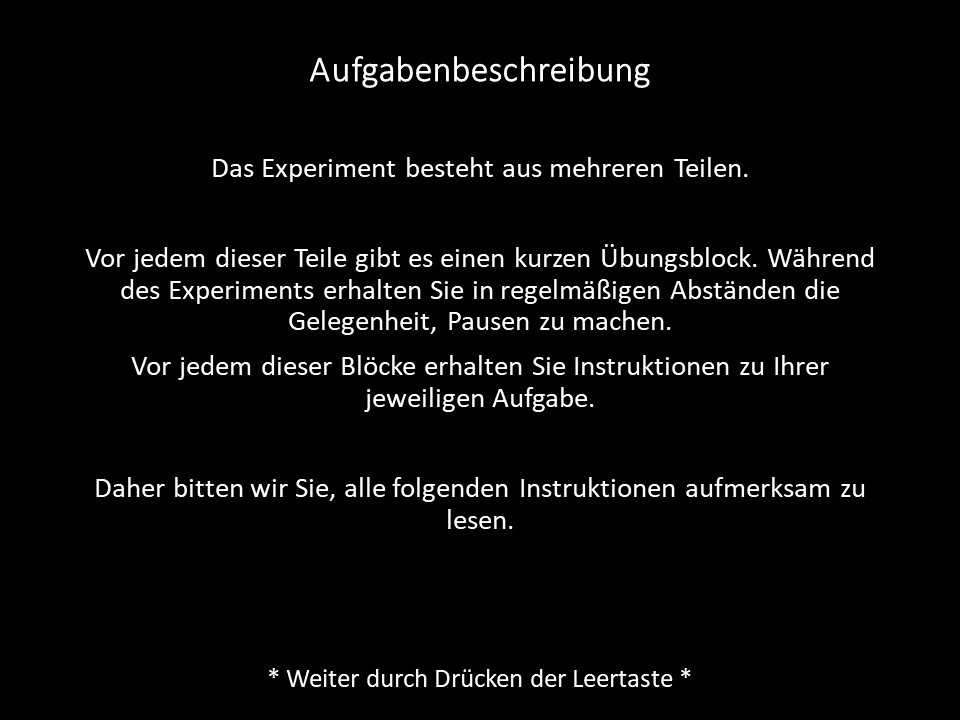 Aufgabenbeschreibung
Das Experiment besteht aus mehreren Teilen.
Vor jedem dieser Teile gibt es einen kurzen Übungsblock. Während
des Experiments erhalten Sie in regelmäßigen Abständen die
Gelegenheit, Pausen zu machen.
Vor jedem dieser Blöcke erhalten Sie Instruktionen zu Ihrer
jeweiligen Aufgabe.
Daher bitten wir Sie, alle folgenden Instruktionen aufmerksam zu
lesen.
* Weiter durch Drücken der Leertaste *